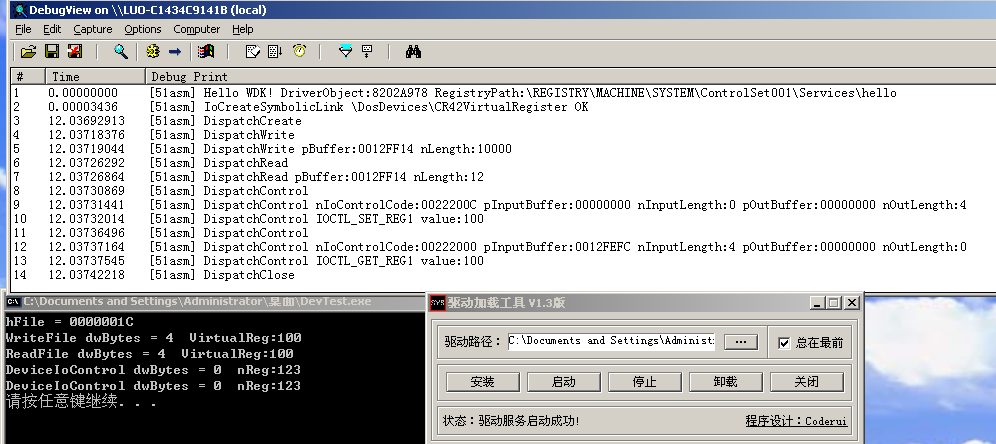 DebugView on \\LUO-C1434C9141B (local)
File Edit Capture Options Computer Help
# Time Debug Print
1 0.00000000 [51asm] Hello WDK! DriverObject:8202A978 RegistryPath:\REGISTRY\MACHINE\SYSTEM\ControlSet001\Services\hello
2 0.00003436 [51asm] IoCreateSymbolicLink \DosDevices\CR42VirtualRegister OK
3 12.03692913 [51asm] DispatchCreate
4 12.03718376 [51asm] DispatchWrite
5 12.03719044 [51asm] DispatchWrite pBuffer:0012FF14 nLength:10000
6 12.03726292 [51asm] DispatchRead
7 12.03726864 [51asm] DispatchRead pBuffer:0012FF14 nLength:12
8 12.03730869 [51asm] DispatchControl
9 12.03731441 [51asm] DispatchControl nIoControlCode:0022200C pInputBuffer:00000000 nInputLength:0 pOutBuffer:00000000 nOutLength:4
10 12.03732014 [51asm] DispatchControl IOCTL_SET_REG1 value:100
11 12.03736496 [51asm] DispatchControl
12 12.03737164 [51asm] DispatchControl nIoControlCode:00222000 pInputBuffer:0012FEFC nInputLength:4 pOutBuffer:00000000 nOutLength:0
13 12.03737545 [51asm] DispatchControl IOCTL_GET_REG1 value:100
14 12.03742218 [51asm] DispatchClose
C:\Documents and Settings\Administrator\桌面\DevTest.exe
hFile = 0000001C
WriteFile dwBytes = 4 VirtualReg:100
ReadFile dwBytes = 4 VirtualReg:100
DeviceIoControl dwBytes = 0 nReg:123
DeviceIoControl dwBytes = 0 nReg:123
请按任意键继续. . .
SYS 驱动加载工具 V1.3版
驱动路径: C:\Documents and Settings\Administ ... 总在最前
安装 启动 停止 卸载 关闭
状态:驱动服务启动成功! 程序设计:Coderui